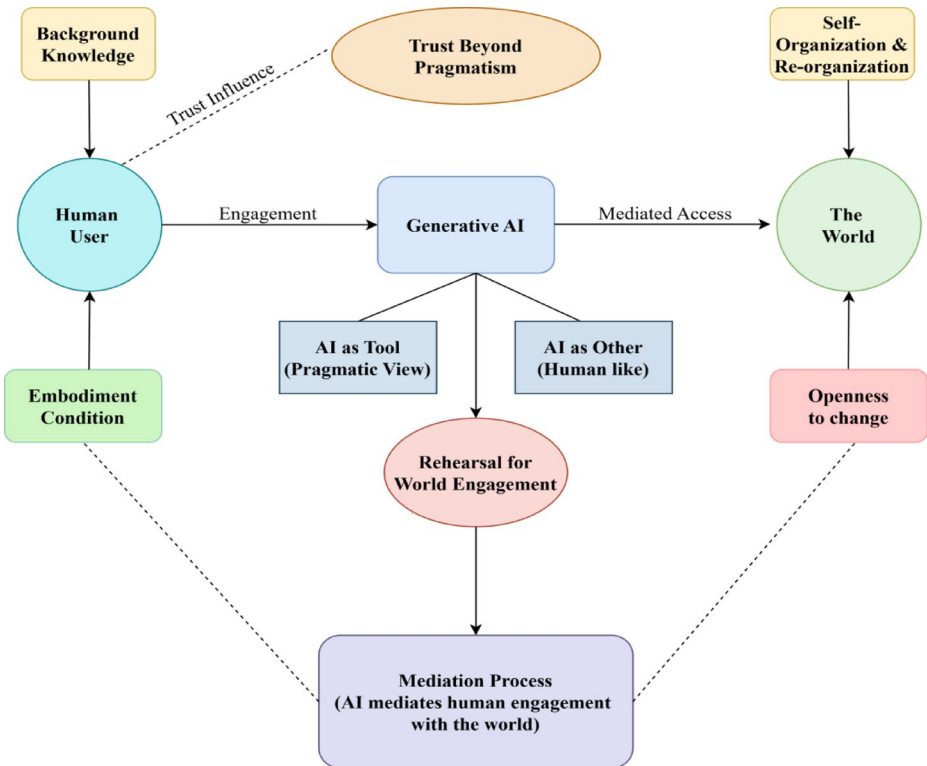 Background
Knowledge
Trust Beyond
Pragmatism
Self-
Organization &
Re-organization
Trust Influence
Human
User
Engagement
Generative AI
Mediated Access
The
World
AI as Tool
(Pragmatic View)
AI as Other
(Human like)
Embodiment
Condition
Openness
to change
Rehearsal for
World Engagement
Mediation Process
(AI mediates human engagement
with the world)